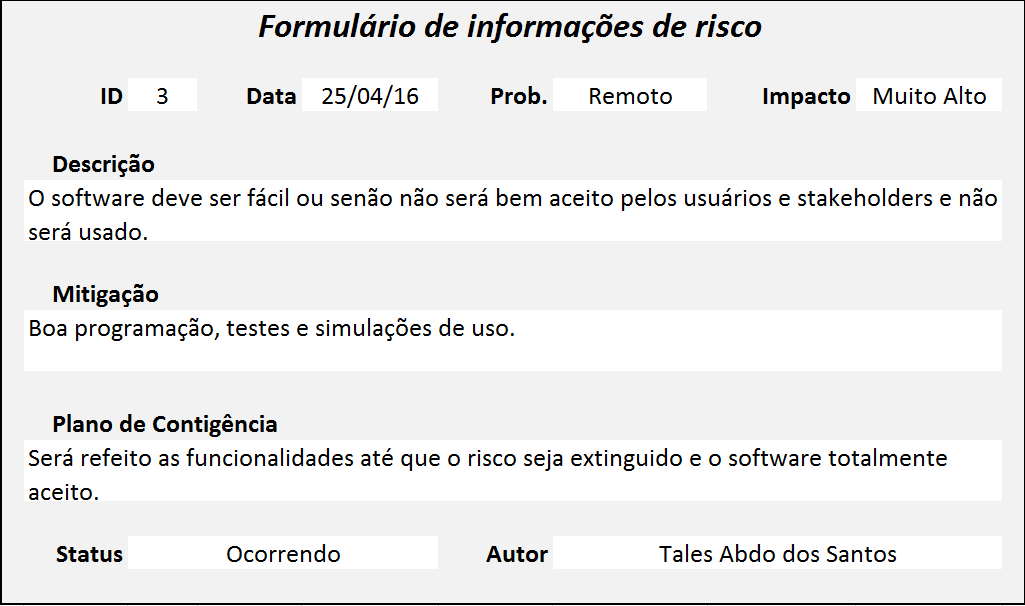 Formulário de informações de risco
ID 3 Data 25/04/16 Prob. Remoto Impacto Muito Alto
Descrição
O software deve ser fácil ou senão não será bem aceito pelos usuários e stakeholders e não
será usado.
Mitigação
Boa programação, testes e simulações de uso.
Plano de Contigência
Será refeito as funcionalidades até que o risco seja extinguido e o software totalmente
aceito.
Status Ocorrendo Autor Tales Abdo dos Santos